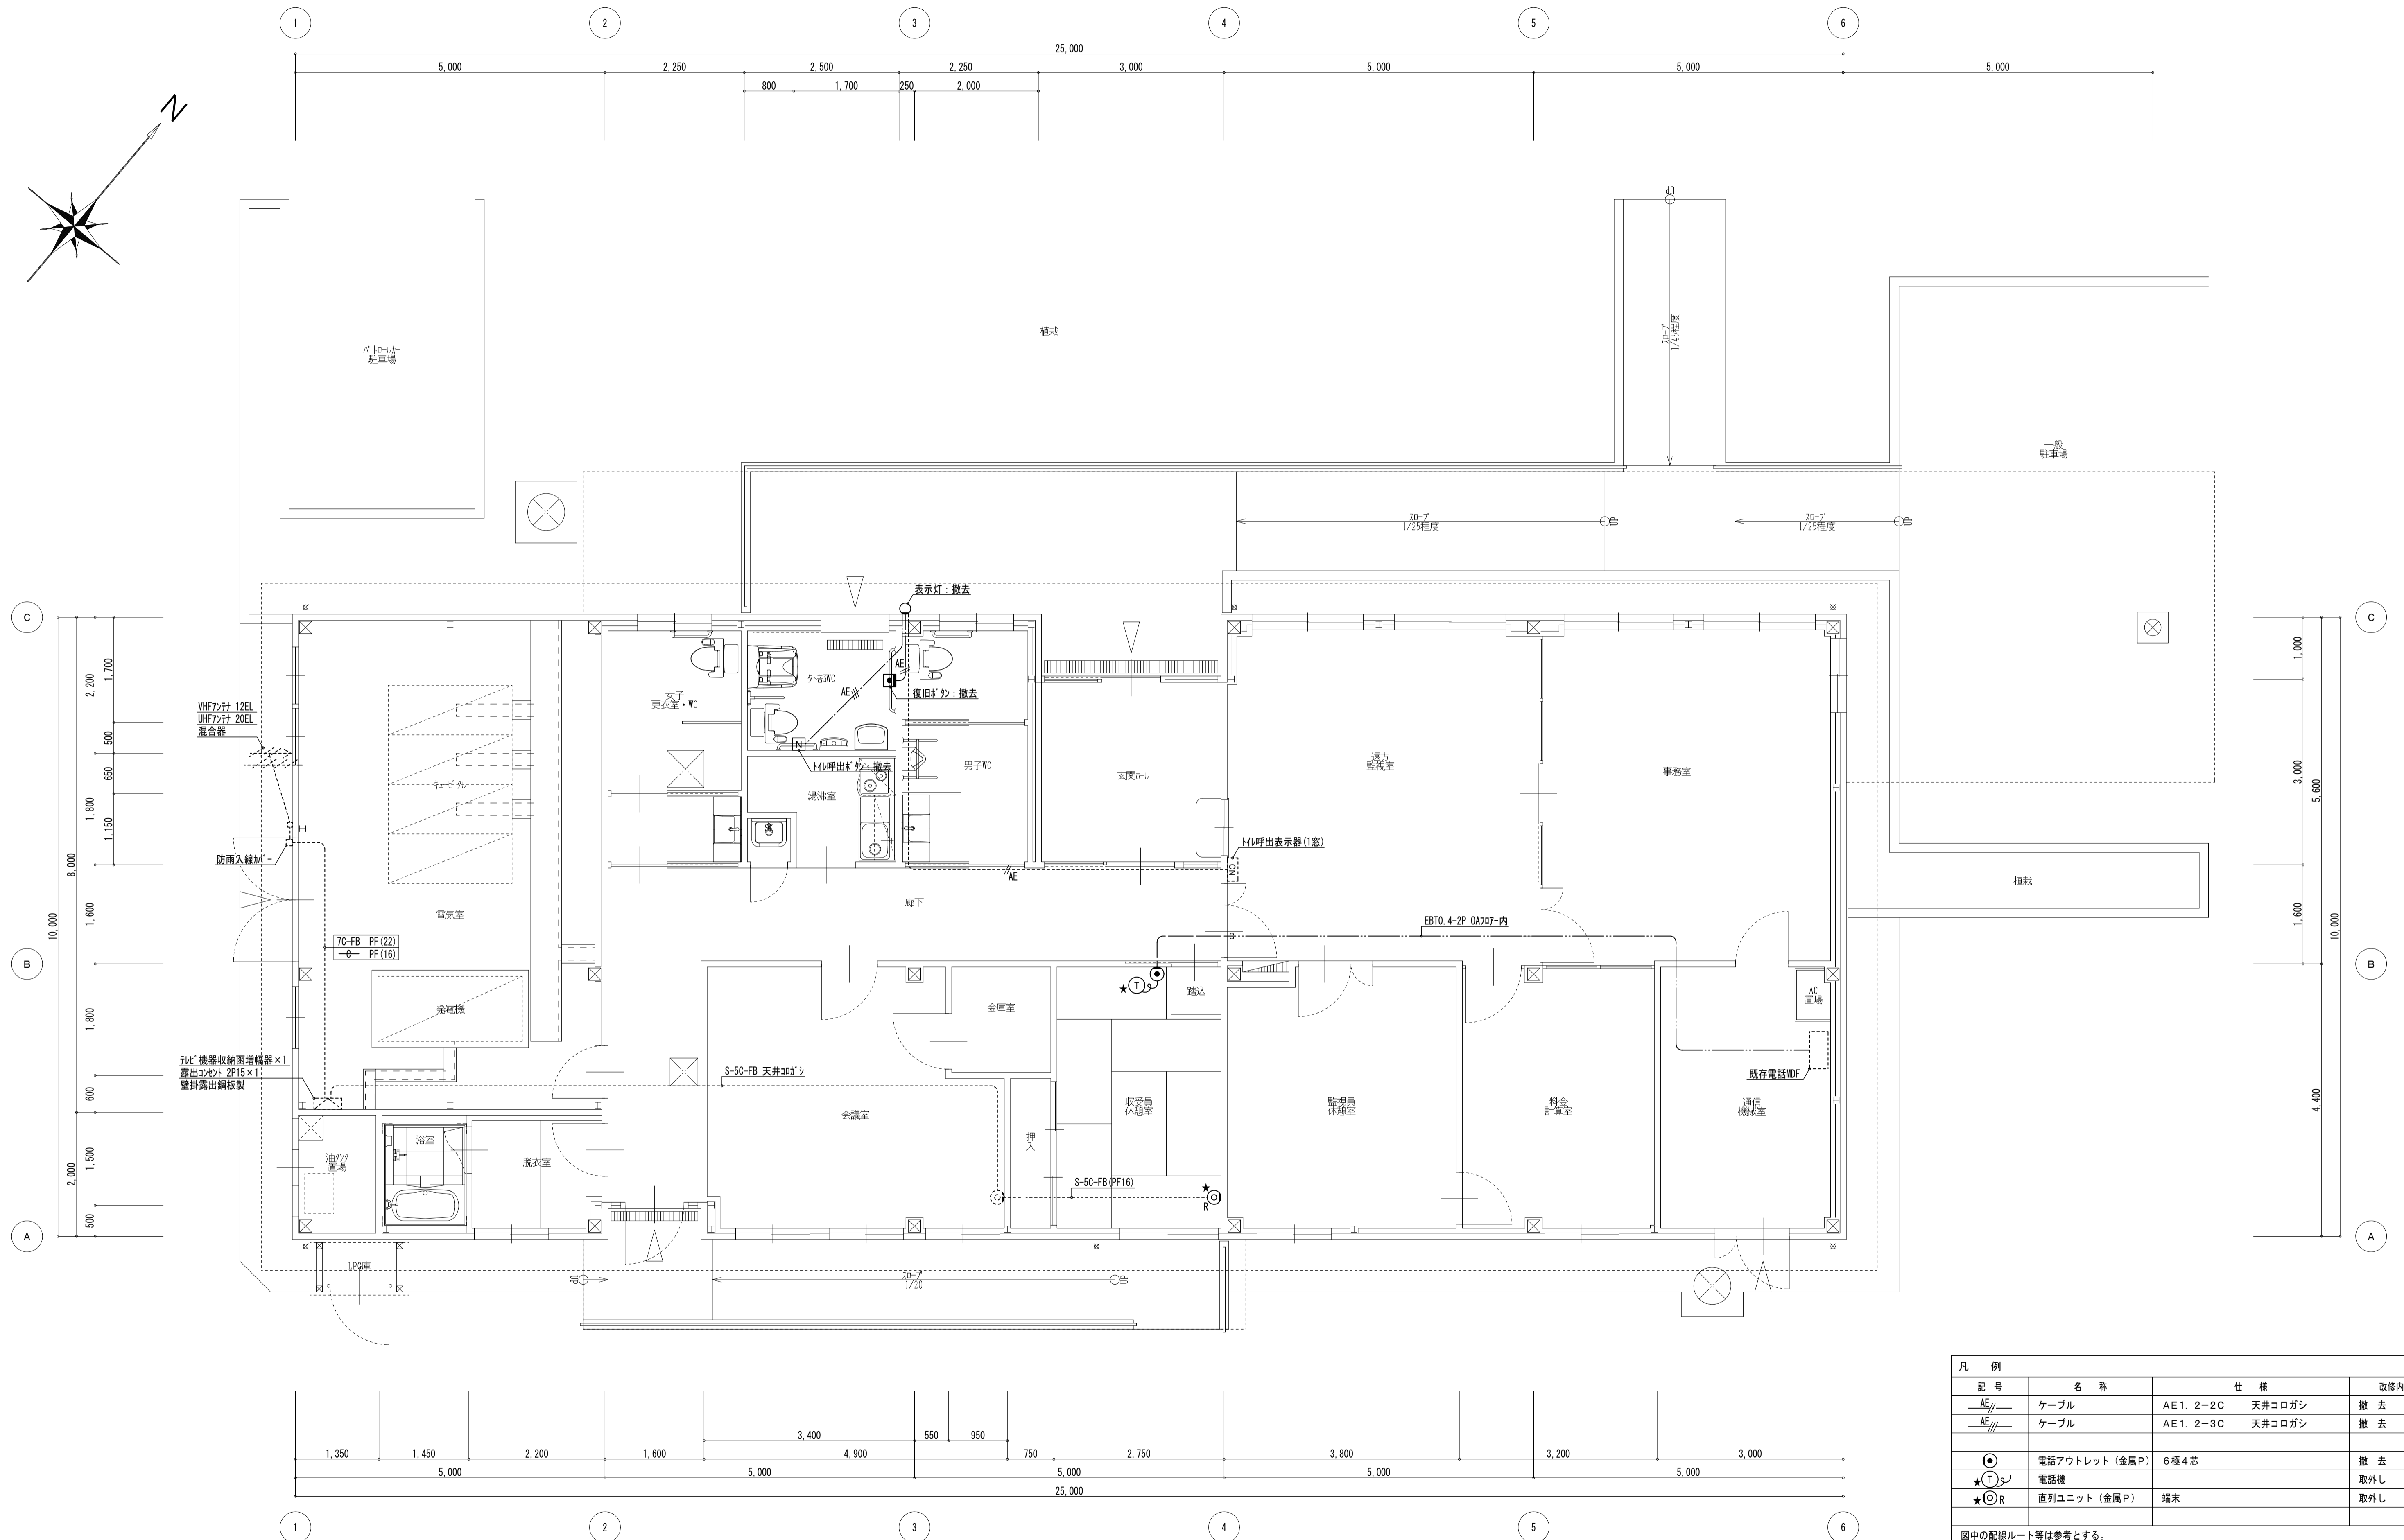 1
2
3
4
5
6
25,000
5,000
2,250
2,500
2,250
3,000
5,000
5,000
5,000
800
1,700
250
2,000
N
UP
パトロールカー
駐車場
植栽
スロープ
1/45程度
一般
駐車場
スロープ
1/25程度
UP
スロープ
1/25程度
UP
表示灯：撤去
C
C
1,700
2,200
1,000
外部WC
AE
AE
復旧ボタン：撤去
女子
更衣室・WC
VHFアンテナ 12EL
UHFアンテナ 20EL
混合器
500
N
トイレ呼出ボタン：撤去
男子WC
玄関ホール
遠方
監視室
事務室
3,000
5,600
650
キュービクル
湯沸室
1,800
1,150
SK
トイレ呼出表示器(1窓)
CN
防雨入線カバー
8,000
AE
植栽
廊下
電気室
10,000
1,600
EBT0.4-2P OAフロアー内
1,600
10,000
7C-FB PF(22)
C PF(16)
B
B
T
踏込
AC
置場
発電機
金庫室
1,800
テレビ機器収納函増幅器×1
露出コンセント 2P15×1
壁掛露出鋼板製
S-5C-FB 天井コロガシ
既存電話MDF
600
会議室
収受員
休憩室
監視員
休憩室
料金
計算室
通信
機械室
4,400
浴室
押
入
油タンク
置場
脱衣室
1,500
2,000
S-5C-FB(PF16)
R
500
A
A
LPG庫
UP
スロープ
1/20
UP
凡 例
記 号 名 称 仕 様 改修内
AE ケーブル AE1.2-2C 天井コロガシ 撤 去
AE ケーブル AE1.2-3C 天井コロガシ 撤 去
電話アウトレット（金属P） 6極4芯 撤 去
★T 電話機 取外し
★R 直列ユニット（金属P） 端末 取外し
図中の配線ルート等は参考とする。
3,400
550
950
1,350
1,450
2,200
1,600
4,900
750
2,750
3,800
3,200
3,000
5,000
5,000
5,000
5,000
5,000
25,000
1
2
3
4
5
6